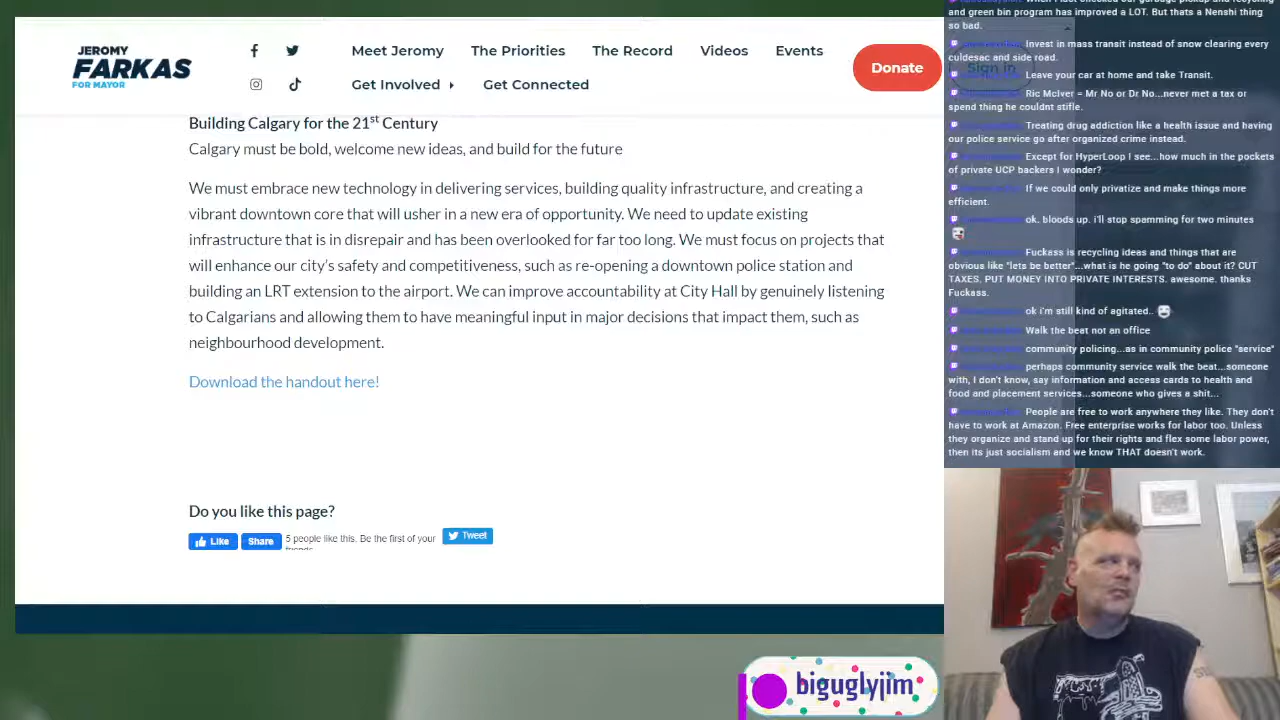 JEROMY
FARKAS
FOR MAYOR
Meet Jeromy
The Priorities
The Record
Videos
Events
Get Involved
Get Connected
Donate
Sign in
Building Calgary for the 21st Century
Calgary must be bold, welcome new ideas, and build for the future
We must embrace new technology in delivering services, building quality infrastructure, and creating a
vibrant downtown core that will usher in a new era of opportunity. We need to update existing
infrastructure that is in disrepair and has been overlooked for far too long. We must focus on projects that
will enhance our city's safety and competitiveness, such as re-opening a downtown police station and
building an LRT extension to the airport. We can improve accountability at City Hall by genuinely listening
to Calgarians and allowing them to have meaningful input in major decisions that impact them, such as
neighbourhood development.
Download the handout here!
Do you like this page?
Like
Share
5 people like this. Be the first of your
friends.
Tweet
and green bin program has improved a LOT. But thats a Nenshi thing
so bad.
Invest in mass transit instead of snow clearing every
culdesac and side road.
Leave your car at home and take Transit.
Ric McIver = Mr No or Dr No...never met a tax or
spend thing he couldnt stifle.
Treating drug addiction like a health issue and having
our police service go after organized crime instead.
Except for HyperLoop I see...how much in the pockets
of private UCP backers I wonder?
If we could only privatize and make things more
efficient.
ok. bloods up. i'll stop spamming for two minutes
Fuckass is recycling ideas and things that are
obvious like "lets be better"...what is he going "to do" about it? CUT
TAXES. PUT MONEY INTO PRIVATE INTERESTS. awesome. thanks
Fuckass.
ok i'm still kind of agitated..
Walk the beat not an office
community policing...as in community police "service"
perhaps community service walk the beat...someone
with, I don't know, say information and access cards to health and
food and placement services...someone who gives a shit...
People are free to work anywhere they like. They don't
have to work at Amazon. Free enterprise works for labor too. Unless
they organize and stand up for their rights and flex some labor power,
then its just socialism and we know THAT doesn't work.
biguglyjim